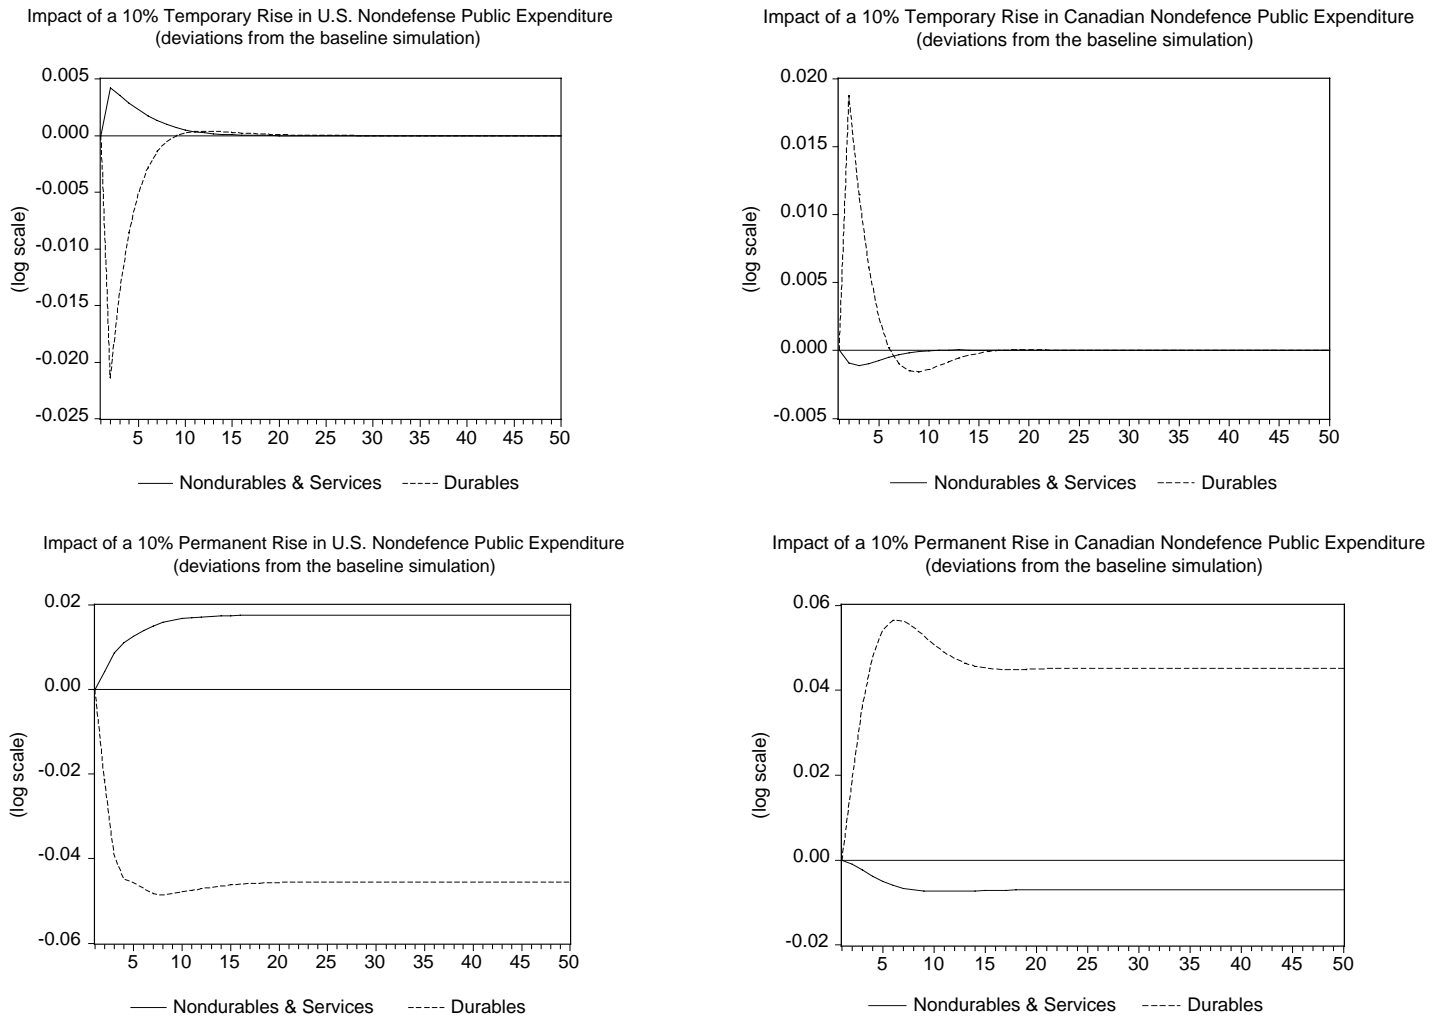 Impact of a 10% Temporary Rise in U.S. Nondefense Public Expenditure
(deviations from the baseline simulation)
0.005
0.000
-0.005
-0.010
-0.015
-0.020
-0.025
(log scale)
5 10 15 20 25 30 35 40 45 50
Nondurables & Services Durables
Impact of a 10% Temporary Rise in Canadian Nondefence Public Expenditure
(deviations from the baseline simulation)
0.020
0.015
0.010
0.005
0.000
-0.005
(log scale)
5 10 15 20 25 30 35 40 45 50
Nondurables & Services Durables
Impact of a 10% Permanent Rise in U.S. Nondefence Public Expenditure
(deviations from the baseline simulation)
0.02
0.00
-0.02
-0.04
-0.06
(log scale)
5 10 15 20 25 30 35 40 45 50
Nondurables & Services Durables
Impact of a 10% Permanent Rise in Canadian Nondefence Public Expenditure
(deviations from the baseline simulation)
0.06
0.04
0.02
0.00
-0.02
(log scale)
5 10 15 20 25 30 35 40 45 50
Nondurables & Services Durables